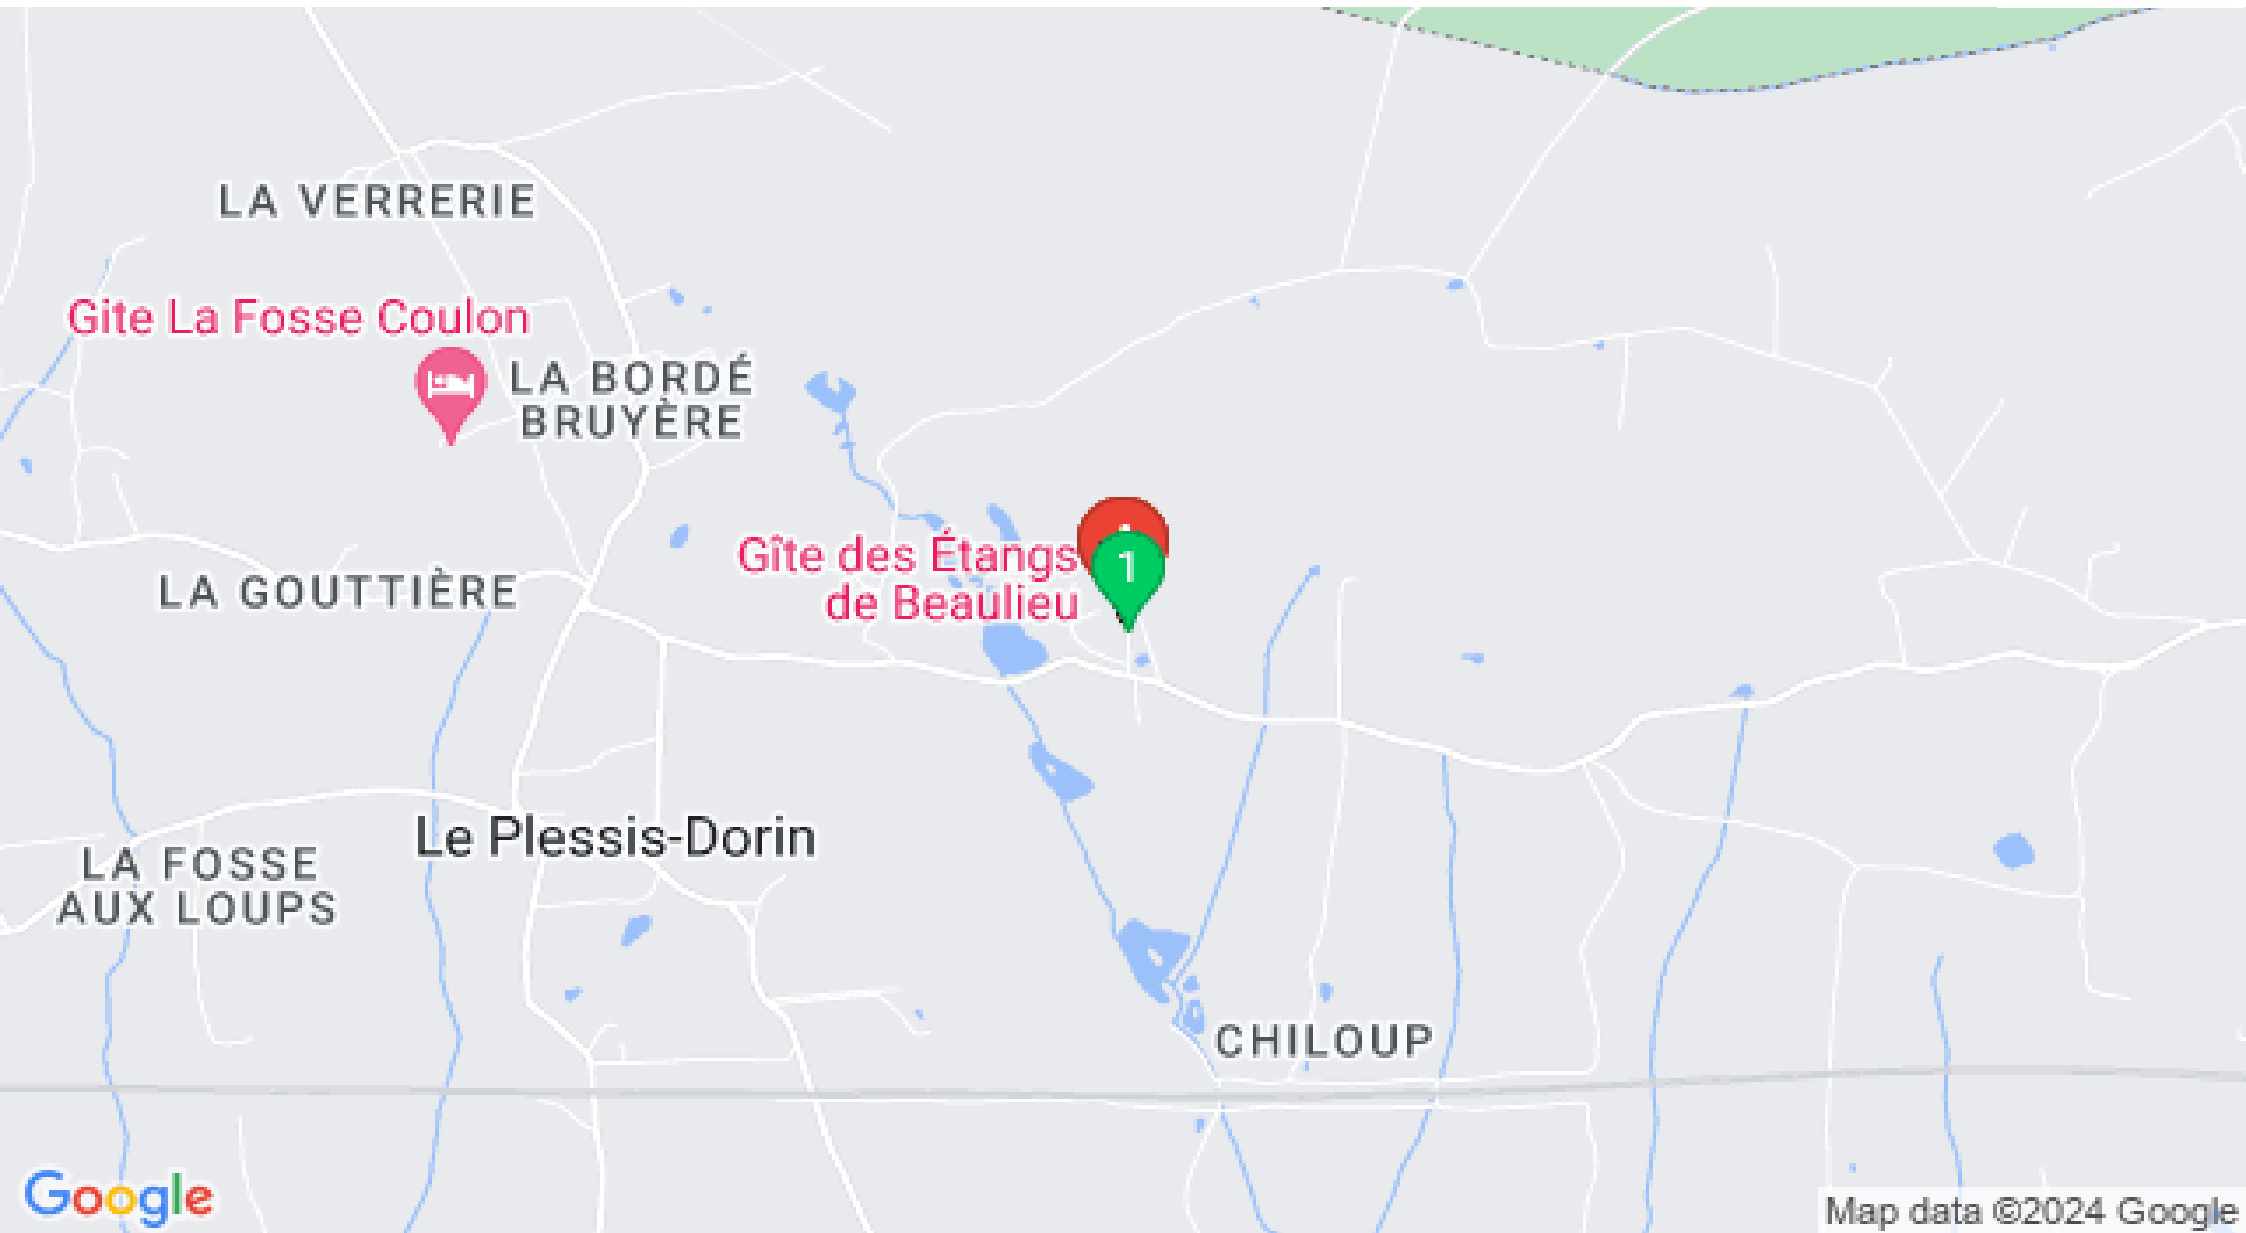 LA VERRERIE
Gite La Fosse Coulon
LA BORDÉ
BRUYÈRE
Gîte des Étangs
de Beaulieu
1
LA GOUTTIÈRE
Le Plessis-Dorin
LA FOSSE
AUX LOUPS
CHILOUP
Google
Map data ©2024 Google